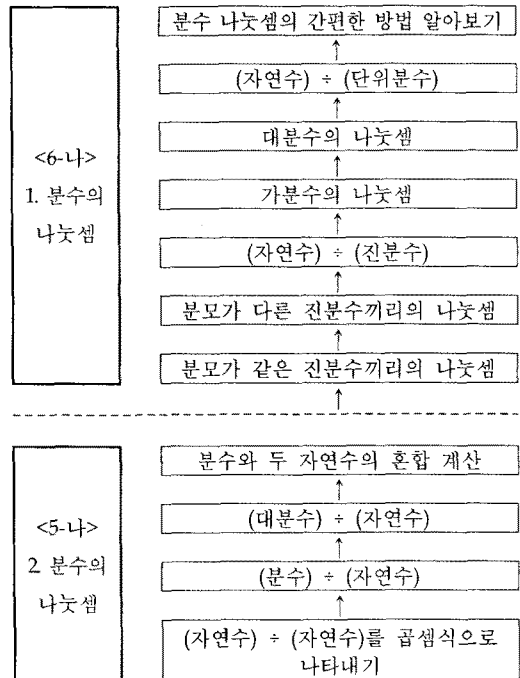 분수 나눗셈의 간편한 방법 알아보기
(자연수) ÷ (단위분수)
대분수의 나눗셈
<6-나>
1. 분수의
나눗셈
가분수의 나눗셈
(자연수) ÷ (진분수)
분모가 다른 진분수끼리의 나눗셈
분모가 같은 진분수끼리의 나눗셈
분수와 두 자연수의 혼합 계산
<5-나>
2 분수의
나눗셈
(대분수) ÷ (자연수)
(분수) ÷ (자연수)
(자연수) ÷ (자연수)를 곱셈식으로
나타내기